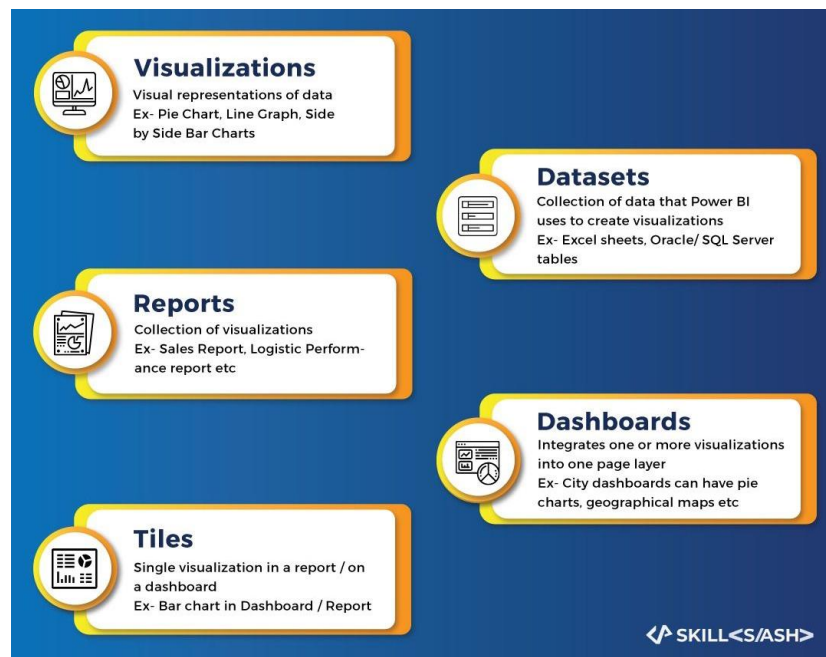 Visualizations
Visual representations of data
Ex- Pie Chart, Line Graph, Side
by Side Bar Charts
Datasets
Collection of data that Power BI
uses to create visualizations
Ex- Excel sheets, Oracle/ SQL Server
tables
Reports
Collection of visualizations
Ex- Sales Report, Logistic Perform-
ance report etc
Dashboards
Integrates one or more visualizations
into one page layer
Ex- City dashboards can have pie
charts, geographical maps etc
Tiles
Single visualization in a report / on
a dashboard
Ex- Bar chart in Dashboard / Report
SKILL<S/ASH>